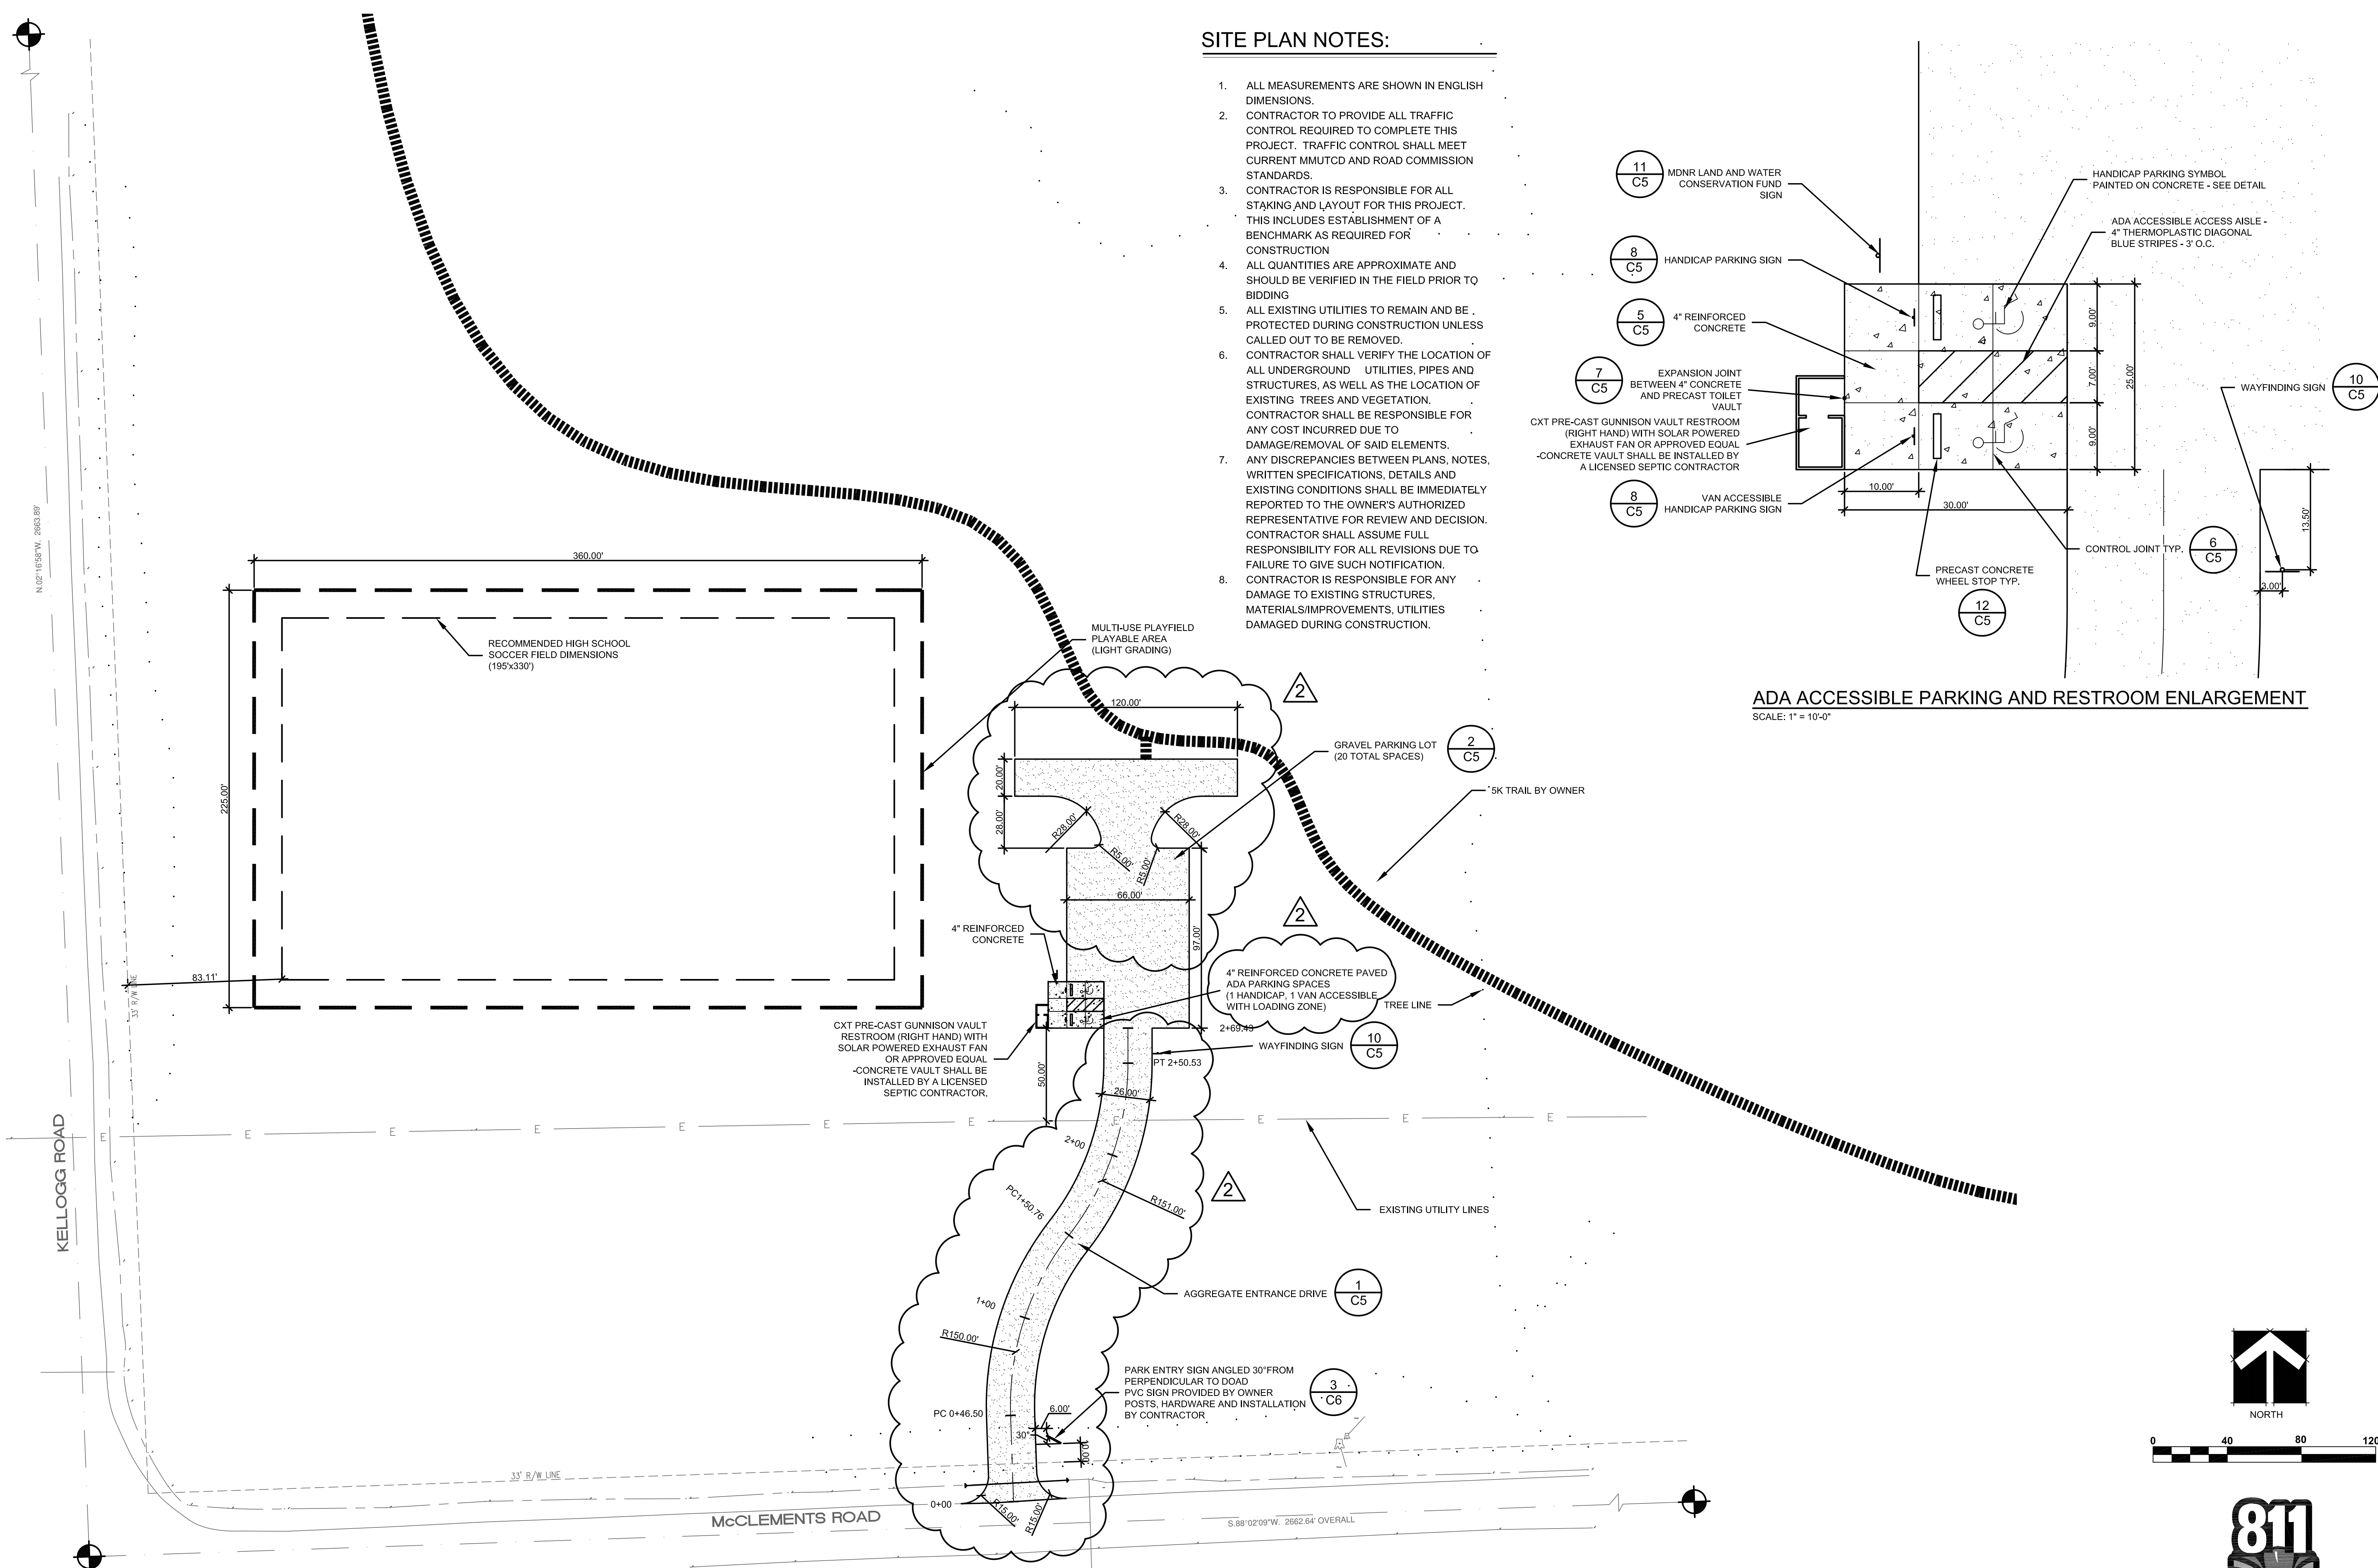 SITE PLAN NOTES:
1. ALL MEASUREMENTS ARE SHOWN IN ENGLISH
DIMENSIONS.
2. CONTRACTOR TO PROVIDE ALL TRAFFIC
CONTROL REQUIRED TO COMPLETE THIS
PROJECT. TRAFFIC CONTROL SHALL MEET
CURRENT MMUTCD AND ROAD COMMISSION
STANDARDS.
3. CONTRACTOR IS RESPONSIBLE FOR ALL
STAKING AND LAYOUT FOR THIS PROJECT.
THIS INCLUDES ESTABLISHMENT OF A
BENCHMARK AS REQUIRED FOR
CONSTRUCTION
4. ALL QUANTITIES ARE APPROXIMATE AND
SHOULD BE VERIFIED IN THE FIELD PRIOR TO
BIDDING
5. ALL EXISTING UTILITIES TO REMAIN AND BE
PROTECTED DURING CONSTRUCTION UNLESS
CALLED OUT TO BE REMOVED.
6. CONTRACTOR SHALL VERIFY THE LOCATION OF
ALL UNDERGROUND UTILITIES, PIPES AND
STRUCTURES, AS WELL AS THE LOCATION OF
EXISTING TREES AND VEGETATION.
CONTRACTOR SHALL BE RESPONSIBLE FOR
ANY COST INCURRED DUE TO
DAMAGE/REMOVAL OF SAID ELEMENTS.
7. ANY DISCREPANCIES BETWEEN PLANS, NOTES,
WRITTEN SPECIFICATIONS, DETAILS AND
EXISTING CONDITIONS SHALL BE IMMEDIATELY
REPORTED TO THE OWNER'S AUTHORIZED
REPRESENTATIVE FOR REVIEW AND DECISION.
CONTRACTOR SHALL ASSUME FULL
RESPONSIBILITY FOR ALL REVISIONS DUE TO
FAILURE TO GIVE SUCH NOTIFICATION.
8. CONTRACTOR IS RESPONSIBLE FOR ANY
DAMAGE TO EXISTING STRUCTURES,
MATERIALS/IMPROVEMENTS, UTILITIES
DAMAGED DURING CONSTRUCTION.
11
C5
MDNR LAND AND WATER
CONSERVATION FUND
SIGN
8
C5
HANDICAP PARKING SIGN
5
C5
4" REINFORCED
CONCRETE
7
C5
EXPANSION JOINT
BETWEEN 4" CONCRETE
AND PRECAST TOILET
VAULT
CXT PRE-CAST GUNNISON VAULT RESTROOM
(RIGHT HAND) WITH SOLAR POWERED
EXHAUST FAN OR APPROVED EQUAL
-CONCRETE VAULT SHALL BE INSTALLED BY
A LICENSED SEPTIC CONTRACTOR
8
C5
VAN ACCESSIBLE
HANDICAP PARKING SIGN
HANDICAP PARKING SYMBOL
PAINTED ON CONCRETE - SEE DETAIL
ADA ACCESSIBLE ACCESS AISLE -
4" THERMOPLASTIC DIAGONAL
BLUE STRIPES - 3' O.C.
9.00'
7.00'
9.00'
25.00'
10.00'
30.00'
WAYFINDING SIGN
10
C5
13.50'
3.00'
CONTROL JOINT TYP.
6
C5
PRECAST CONCRETE
WHEEL STOP TYP.
12
C5
ADA ACCESSIBLE PARKING AND RESTROOM ENLARGEMENT
SCALE: 1" = 10'-0"
N.02°16'58"W. 2663.89'
360.00'
225.00'
RECOMMENDED HIGH SCHOOL
SOCCER FIELD DIMENSIONS
(195'x330')
MULTI-USE PLAYFIELD
PLAYABLE AREA
(LIGHT GRADING)
83.11'
33' R/W LINE
KELLOGG ROAD
2
120.00'
20.00'
28.00'
R28.00'
R28.00'
R5.00'
R5.00'
66.00'
97.00'
GRAVEL PARKING LOT
(20 TOTAL SPACES)
2
C5
5K TRAIL BY OWNER
2
4" REINFORCED
CONCRETE
4" REINFORCED CONCRETE PAVED
ADA PARKING SPACES
(1 HANDICAP, 1 VAN ACCESSIBLE
WITH LOADING ZONE)
TREE LINE
CXT PRE-CAST GUNNISON VAULT
RESTROOM (RIGHT HAND) WITH
SOLAR POWERED EXHAUST FAN
OR APPROVED EQUAL
-CONCRETE VAULT SHALL BE
INSTALLED BY A LICENSED
SEPTIC CONTRACTOR.
2+69.43
WAYFINDING SIGN
10
C5
PT 2+50.53
50.00'
26.00'
E E E E E E E E E E E
2+00
PC1+50.76
R151.00'
2
EXISTING UTILITY LINES
1+00
R150.00'
AGGREGATE ENTRANCE DRIVE
1
C5
PARK ENTRY SIGN ANGLED 30°FROM
PERPENDICULAR TO DOAD
PVC SIGN PROVIDED BY OWNER
POSTS, HARDWARE AND INSTALLATION
BY CONTRACTOR
3
C6
PC 0+46.50
6.00'
30°
10.00'
33' R/W LINE
0+00
R15.00'
R15.00'
McCLEMENTS ROAD
S.88°02'09"W. 2662.64' OVERALL
NORTH
0 40 80 120
811